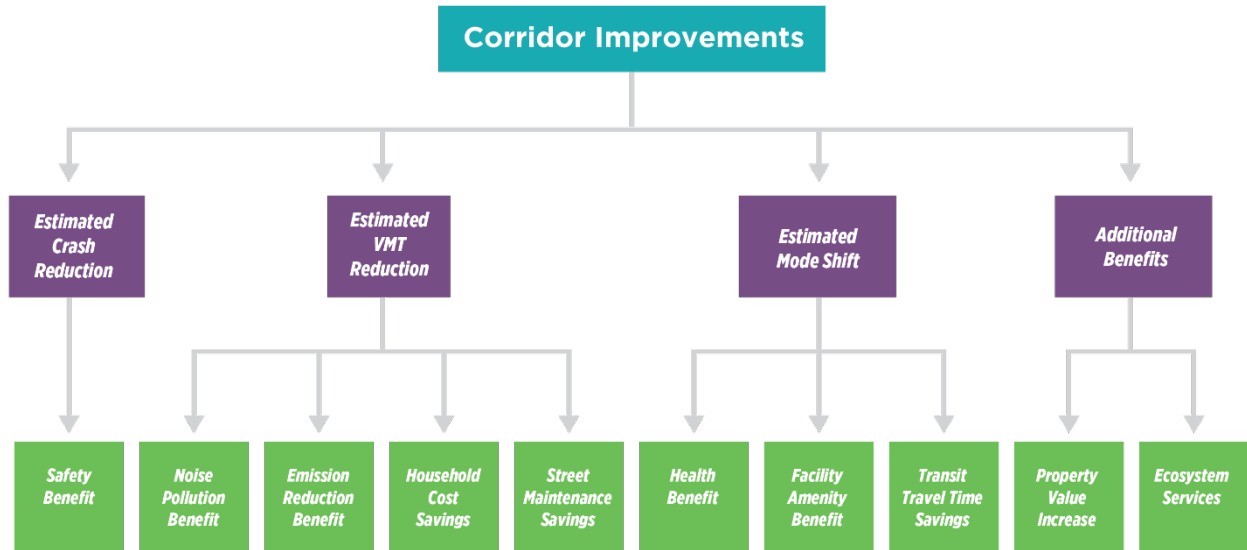 Corridor Improvements
Estimated
Crash
Reduction
Estimated
VMT
Reduction
Estimated
Mode Shift
Additional
Benefits
Safety
Benefit
Noise
Pollution
Benefit
Emission
Reduction
Benefit
Household
Cost
Savings
Street
Maintenance
Savings
Health
Benefit
Facility
Amenity
Benefit
Transit
Travel Time
Savings
Property
Value
Increase
Ecosystem
Services